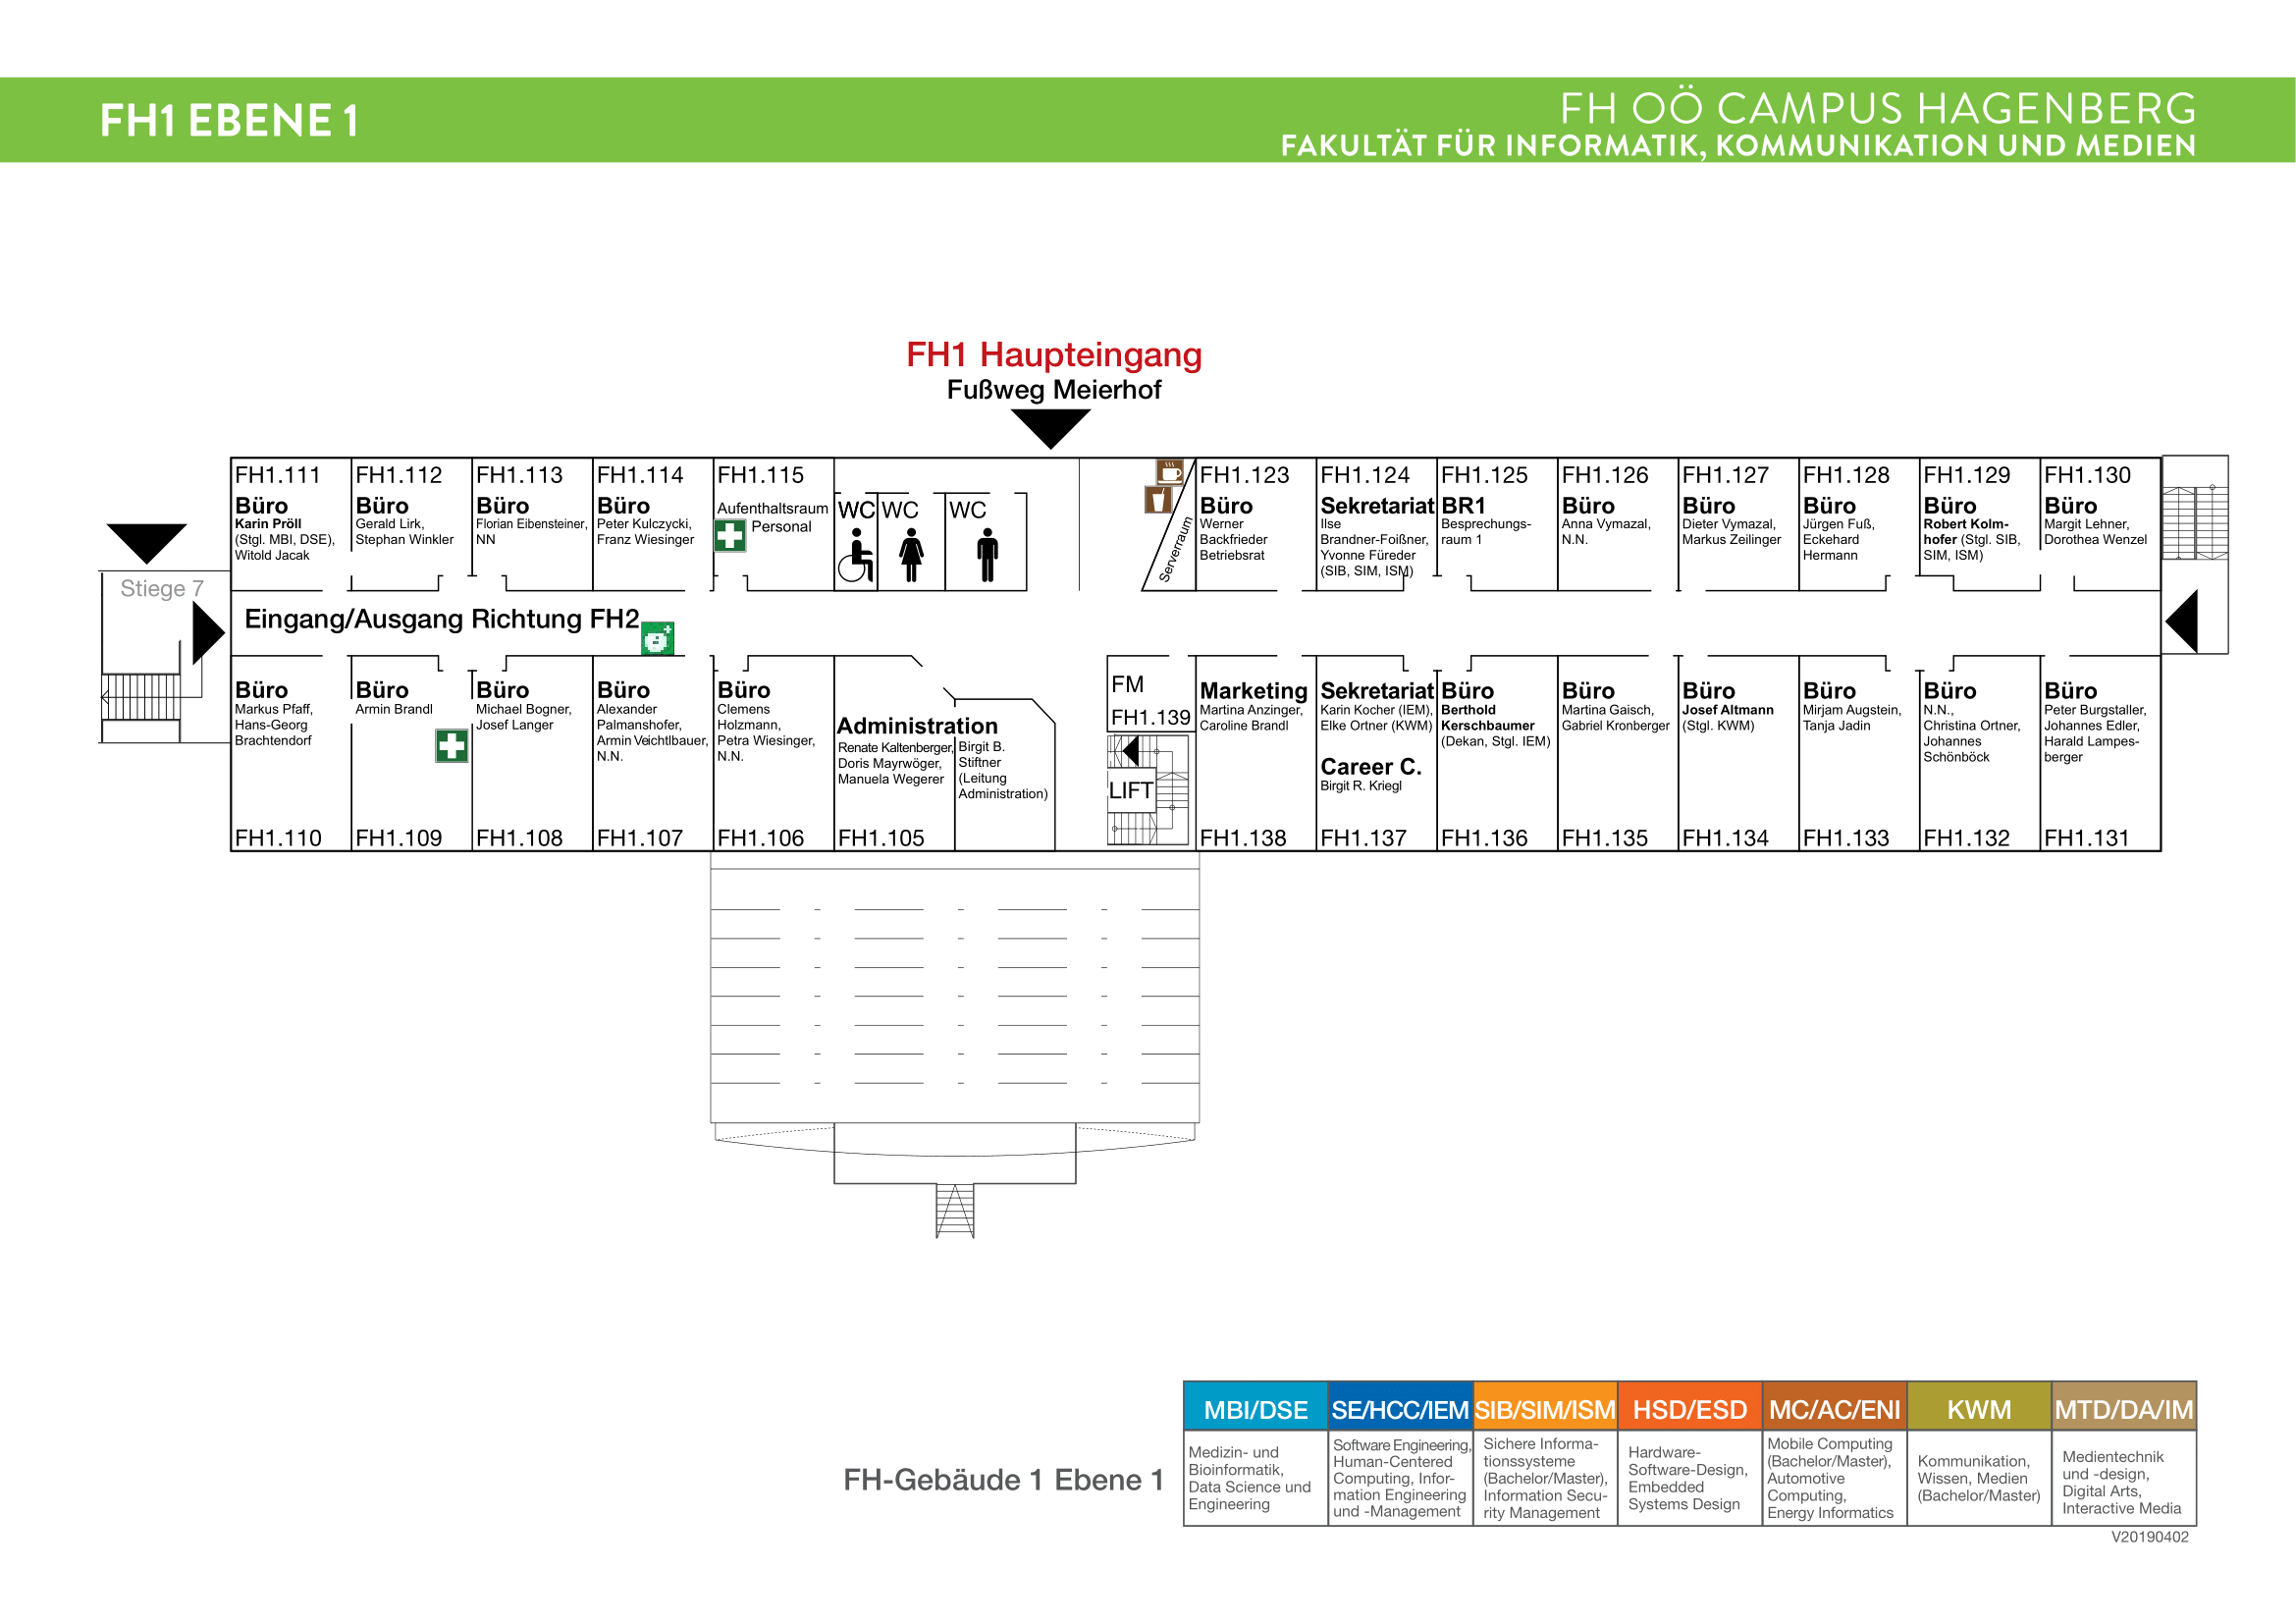 FH1 EBENE 1
FH OÖ CAMPUS HAGENBERG
FAKULTÄT FÜR INFORMATIK, KOMMUNIKATION UND MEDIEN
FH1 Haupteingang
Fußweg Meierhof
FH1.111
Büro
Karin Pröll
(Stgl. MBI, DSE),
Witold Jacak
FH1.112
Büro
Gerald Lirk,
Stephan Winkler
FH1.113
Büro
Florian Eibensteiner,
NN
FH1.114
Büro
Peter Kulczycki,
Franz Wiesinger
FH1.115
Aufenthaltsraum
Personal
WC
WC
WC
Serverraum
FH1.123
Büro
Werner
Backfrieder
Betriebsrat
FH1.124
Sekretariat
Ilse
Brandner-Foißner,
Yvonne Füreder
(SIB, SIM, ISM)
FH1.125
BR1
Besprechungs-
raum 1
FH1.126
Büro
Anna Vymazal,
N.N.
FH1.127
Büro
Dieter Vymazal,
Markus Zeilinger
FH1.128
Büro
Jürgen Fuß,
Eckehard
Hermann
FH1.129
Büro
Robert Kolm-
hofer (Stgl. SIB,
SIM, ISM)
FH1.130
Büro
Margit Lehner,
Dorothea Wenzel
Stiege 7
Eingang/Ausgang Richtung FH2
Büro
Markus Pfaff,
Hans-Georg
Brachtendorf
FH1.110
Büro
Armin Brandl
FH1.109
Büro
Michael Bogner,
Josef Langer
FH1.108
Büro
Alexander
Palmanshofer,
Armin Veichtlbauer,
N.N.
FH1.107
Büro
Clemens
Holzmann,
Petra Wiesinger,
N.N.
FH1.106
Administration
Renate Kaltenberger,
Doris Mayrwöger,
Manuela Wegerer
FH1.105
Birgit B.
Stiftner
(Leitung
Administration)
FM
FH1.139
LIFT
Marketing
Martina Anzinger,
Caroline Brandl
FH1.138
Sekretariat
Karin Kocher (IEM),
Elke Ortner (KWM)
Career C.
Birgit R. Kriegl
FH1.137
Büro
Berthold
Kerschbaumer
(Dekan, Stgl. IEM)
FH1.136
Büro
Martina Gaisch,
Gabriel Kronberger
FH1.135
Büro
Josef Altmann
(Stgl. KWM)
FH1.134
Büro
Mirjam Augstein,
Tanja Jadin
FH1.133
Büro
N.N.,
Christina Ortner,
Johannes
Schönböck
FH1.132
Büro
Peter Burgstaller,
Johannes Edler,
Harald Lampes-
berger
FH1.131
FH-Gebäude 1 Ebene 1
MBI/DSE
Medizin- und
Bioinformatik,
Data Science und
Engineering
SE/HCC/IEM
Software Engineering,
Human-Centered
Computing, Infor-
mation Engineering
und -Management
SIB/SIM/ISM
Sichere Informa-
tionssysteme
(Bachelor/Master),
Information Secu-
rity Management
HSD/ESD
Hardware-
Software-Design,
Embedded
Systems Design
MC/AC/ENI
Mobile Computing
(Bachelor/Master),
Automotive
Computing,
Energy Informatics
KWM
Kommunikation,
Wissen, Medien
(Bachelor/Master)
MTD/DA/IM
Medientechnik
und -design,
Digital Arts,
Interactive Media
V20190402